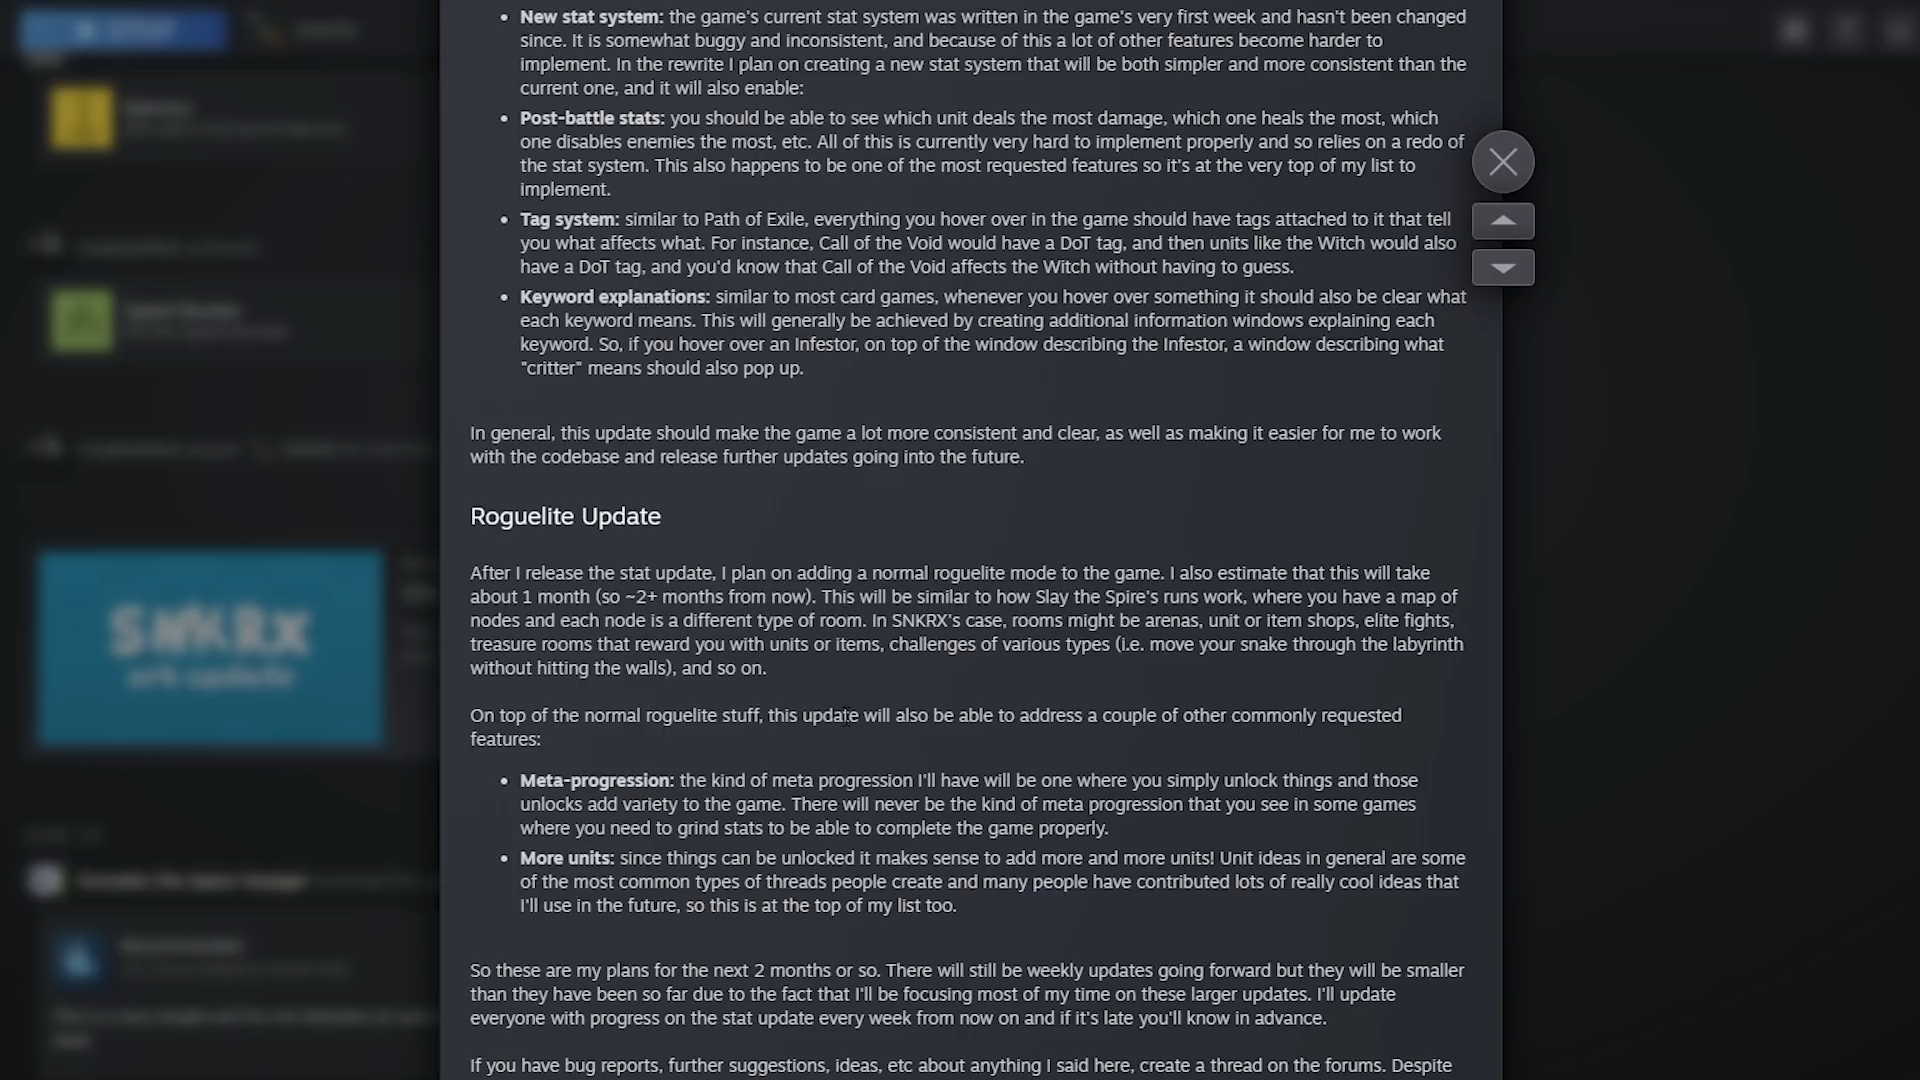 New stat system: the game's current stat system was written in the game's very first week and hasn't been changed
since. It is somewhat buggy and inconsistent, and because of this a lot of other features become harder to
implement. In the rewrite I plan on creating a new stat system that will be both simpler and more consistent than the
current one, and it will also enable:
Post-battle stats: you should be able to see which unit deals the most damage, which one heals the most, which
one disables enemies the most, etc. All of this is currently very hard to implement properly and so relies on a redo of
the stat system. This also happens to be one of the most requested features so it's at the very top of my list to
implement.
Tag system: similar to Path of Exile, everything you hover over in the game should have tags attached to it that tell
you what affects what. For instance, Call of the Void would have a DoT tag, and then units like the Witch would also
have a DoT tag, and you'd know that Call of the Void affects the Witch without having to guess.
Keyword explanations: similar to most card games, whenever you hover over something it should also be clear what
each keyword means. This will generally be achieved by creating additional information windows explaining each
keyword. So, if you hover over an Infestor, on top of the window describing the Infestor, a window describing what
"critter" means should also pop up.
In general, this update should make the game a lot more consistent and clear, as well as making it easier for me to work
with the codebase and release further updates going into the future.
Roguelite Update
After I release the stat update, I plan on adding a normal roguelite mode to the game. I also estimate that this will take
about 1 month (so ~2+ months from now). This will be similar to how Slay the Spire's runs work, where you have a map of
nodes and each node is a different type of room. In SNKRX's case, rooms might be arenas, unit or item shops, elite fights,
treasure rooms that reward you with units or items, challenges of various types (i.e. move your snake through the labyrinth
without hitting the walls), and so on.
On top of the normal roguelite stuff, this update will also be able to address a couple of other commonly requested
features:
Meta-progression: the kind of meta progression I'll have will be one where you simply unlock things and those
unlocks add variety to the game. There will never be the kind of meta progression that you see in some games
where you need to grind stats to be able to complete the game properly.
More units: since things can be unlocked it makes sense to add more and more units! Unit ideas in general are some
of the most common types of threads people create and many people have contributed lots of really cool ideas that
I'll use in the future, so this is at the top of my list too.
So these are my plans for the next 2 months or so. There will still be weekly updates going forward but they will be smaller
than they have been so far due to the fact that I'll be focusing most of my time on these larger updates. I'll update
everyone with progress on the stat update every week from now on and if it's late you'll know in advance.
If you have bug reports, further suggestions, ideas, etc about anything I said here, create a thread on the forums. Despite
SNKRX